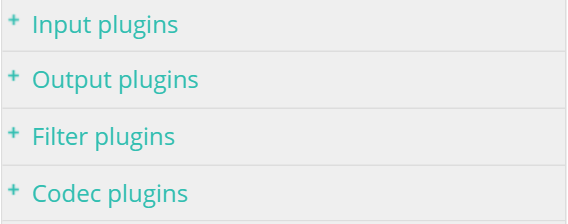 + Input plugins
+ Output plugins
+ Filter plugins
+ Codec plugins